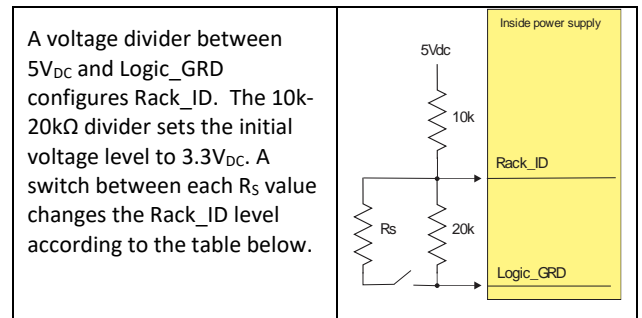 A voltage divider between
5VDC and Logic_GRD
configures Rack_ID.  The 10k-
20kΩ divider sets the initial
voltage level to 3.3VDC. A
switch between each RS value
changes the Rack_ID level
according to the table below.
Inside power supply
5Vdc
10k
Rack_ID
Rs
20k
Logic_GRD